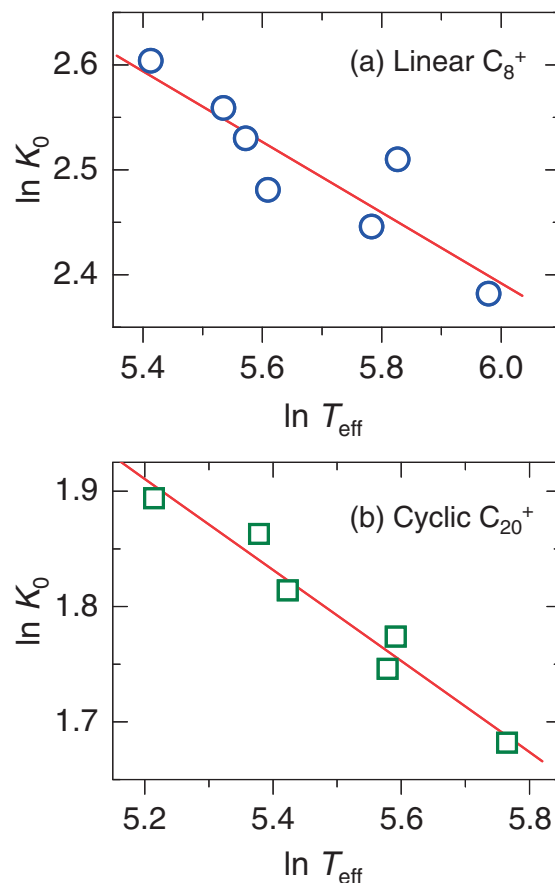 2.6
(a) Linear C₈⁺
ln K₀
2.5
2.4
5.4 5.6 5.8 6.0
ln T_eff
1.9
(b) Cyclic C₂₀⁺
ln K₀
1.8
1.7
5.2 5.4 5.6 5.8
ln T_eff